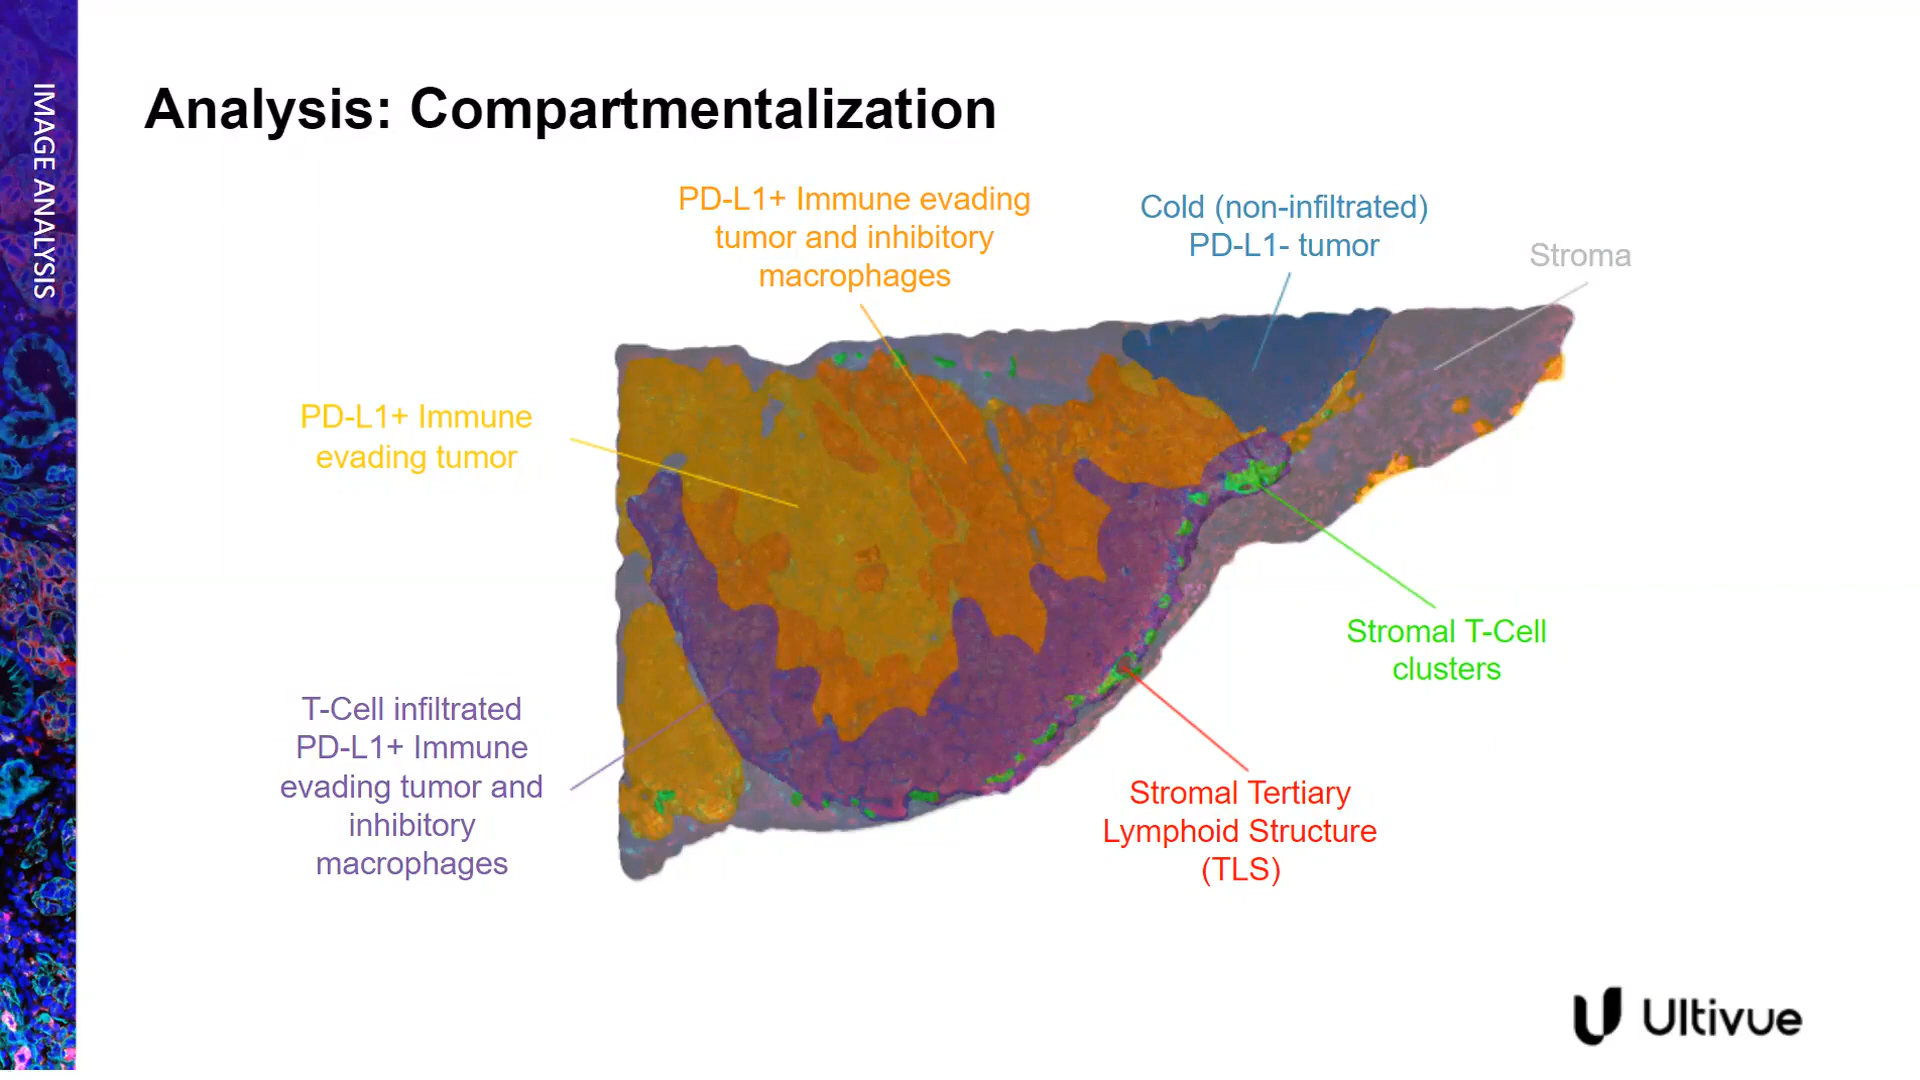 IMAGE ANALYSIS
Analysis: Compartmentalization
PD-L1+ Immune evading
tumor and inhibitory
macrophages
Cold (non-infiltrated)
PD-L1- tumor
Stroma
PD-L1+ Immune
evading tumor
Stromal T-Cell
clusters
T-Cell infiltrated
PD-L1+ Immune
evading tumor and
inhibitory
macrophages
Stromal Tertiary
Lymphoid Structure
(TLS)
Ultivue